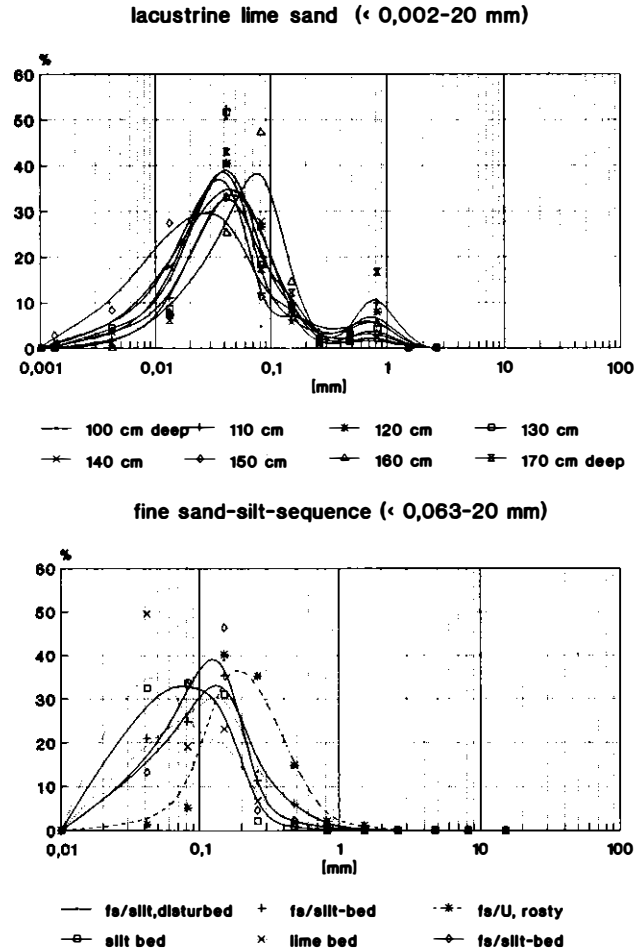 lacustrine lime sand (< 0,002-20 mm)
%
60
50
40
30
20
10
0
0,001 0,01 0,1 1 10 100
[mm]
100 cm deep 110 cm 120 cm 130 cm
140 cm 150 cm 160 cm 170 cm deep
fine sand-silt-sequence (< 0,063-20 mm)
%
60
50
40
30
20
10
0
0,01 0,1 1 10 100
[mm]
fs/silt,disturbed fs/silt-bed fs/U, rosty
silt bed lime bed fs/silt-bed